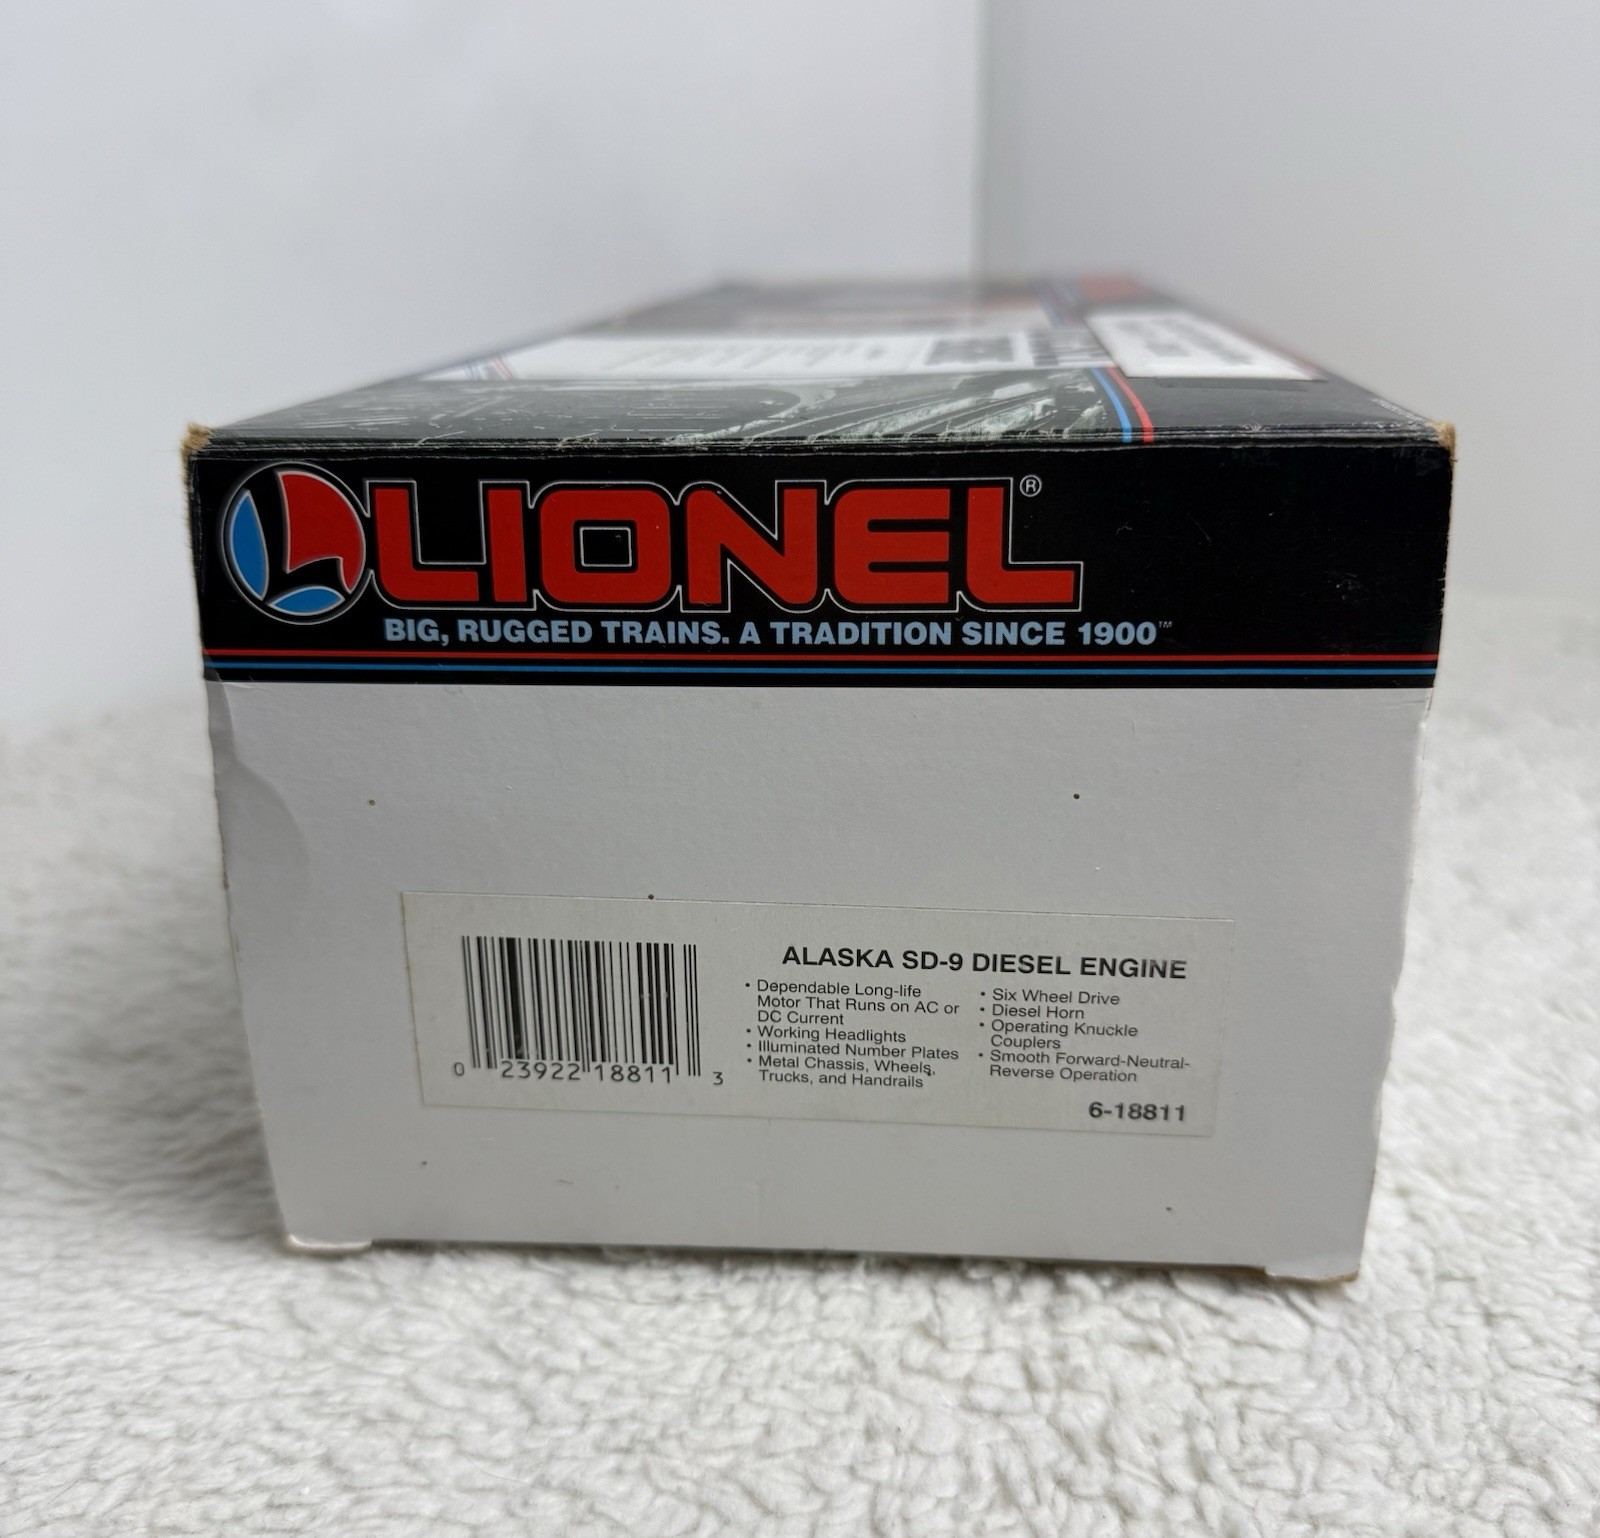 LIONEL®
BIG, RUGGED TRAINS. A TRADITION SINCE 1900™
ALASKA SD-9 DIESEL ENGINE
• Dependable Long-life
Motor That Runs on AC or
DC Current
• Working Headlights
• Illuminated Number Plates
• Metal Chassis, Wheels,
Trucks, and Handrails
• Six Wheel Drive
• Diesel Horn
• Operating Knuckle
Couplers
• Smooth Forward-Neutral-
Reverse Operation
6-18811
0 23922 18811 3